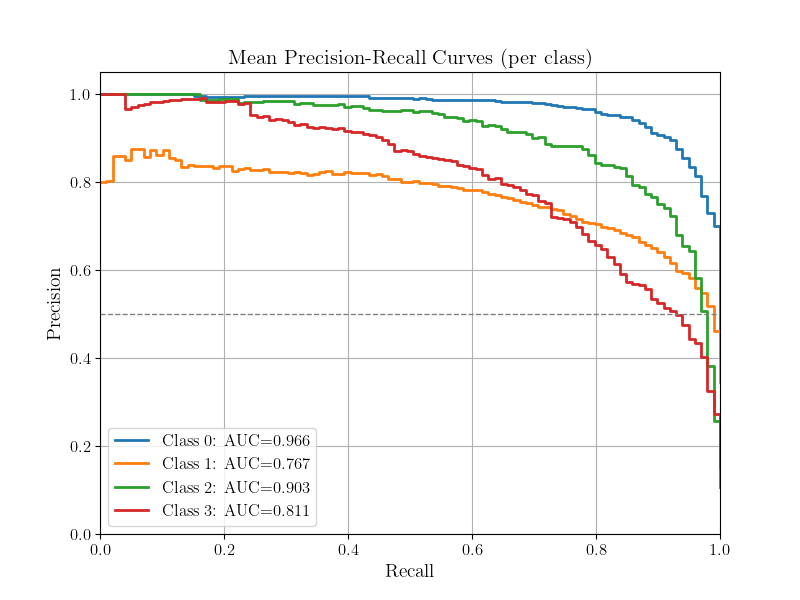 Mean Precision-Recall Curves (per class)
1.0
0.8
0.6
0.4
0.2
0.0
Precision
Class 0: AUC=0.966
Class 1: AUC=0.767
Class 2: AUC=0.903
Class 3: AUC=0.811
0.0 0.2 0.4 0.6 0.8 1.0
Recall